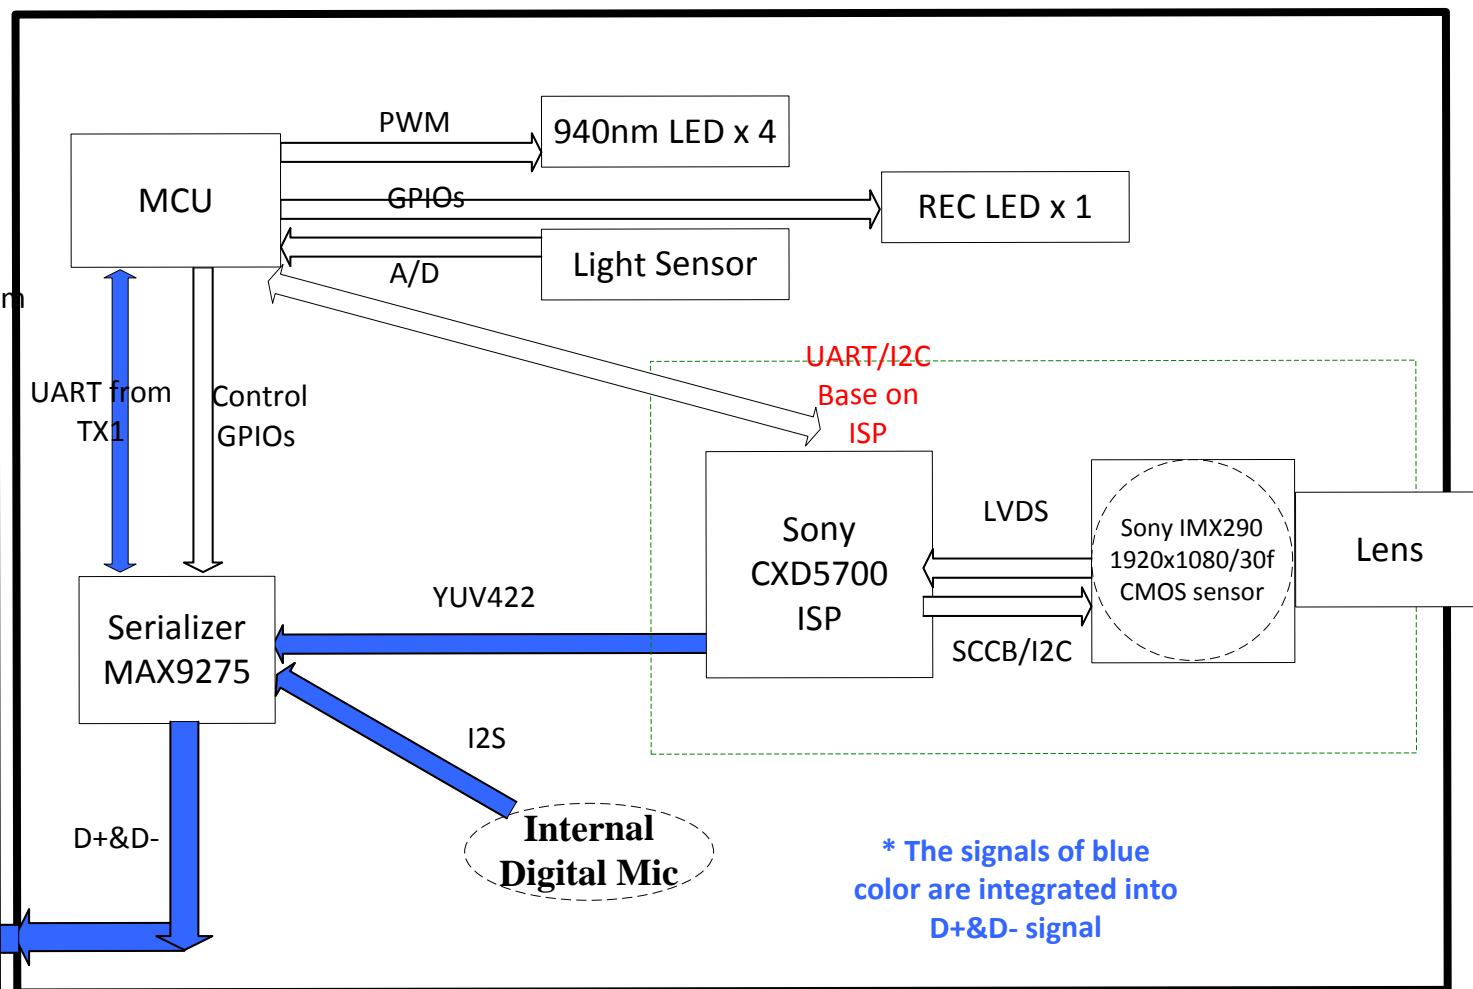 PWM
940nm LED x 4
MCU
GPIOs
REC LED x 1
A/D
Light Sensor
m
UART from
TX1
Control
GPIOs
UART/I2C
Base on
ISP
LVDS
Sony
CXD5700
ISP
Sony IMX290
1920x1080/30f
CMOS sensor
Lens
SCCB/I2C
YUV422
Serializer
MAX9275
I2S
D+&D-
Internal
Digital Mic
* The signals of blue
color are integrated into
D+&D- signal